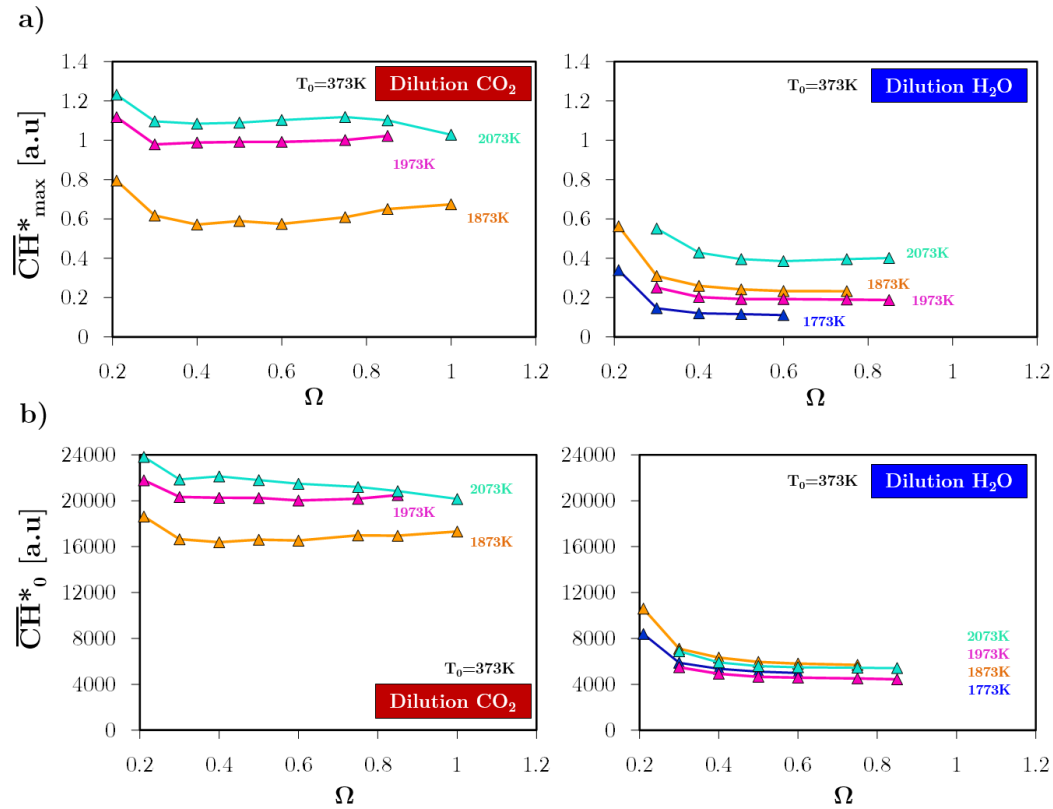 a)
T₀=373K
Dilution CO₂
1.4
1.2
1
0.8
0.6
0.4
0.2
0
2073K
1973K
1873K
0.2
0.4
0.6
0.8
1
1.2
Ω
C̅H*max [a.u]
T₀=373K
Dilution H₂O
1.4
1.2
1
0.8
0.6
0.4
0.2
0
2073K
1873K
1973K
1773K
0.2
0.4
0.6
0.8
1
1.2
Ω
b)
24000
20000
16000
12000
8000
4000
0
2073K
1973K
1873K
T₀=373K
Dilution CO₂
0.2
0.4
0.6
0.8
1
1.2
Ω
C̅H*₀ [a.u]
T₀=373K
Dilution H₂O
24000
20000
16000
12000
8000
4000
0
2073K
1973K
1873K
1773K
0.2
0.4
0.6
0.8
1
1.2
Ω